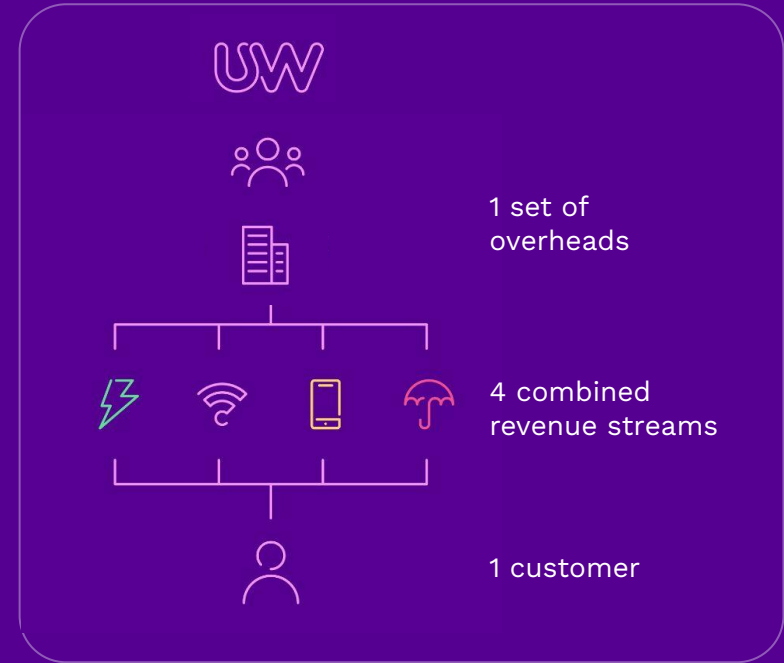 UW
1 set of
overheads
4 combined
revenue streams
1 customer